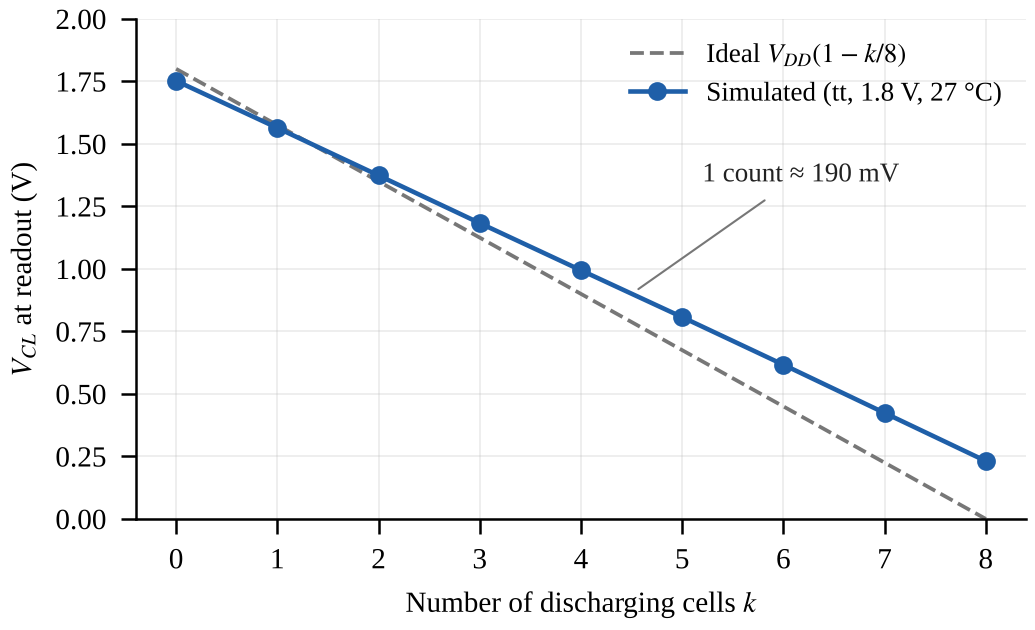 2.00
1.75
1.50
1.25
1.00
0.75
0.50
0.25
0.00
V_CL at readout (V)
Ideal V_DD(1 − k/8)
Simulated (tt, 1.8 V, 27 °C)
1 count ≈ 190 mV
0 1 2 3 4 5 6 7 8
Number of discharging cells k